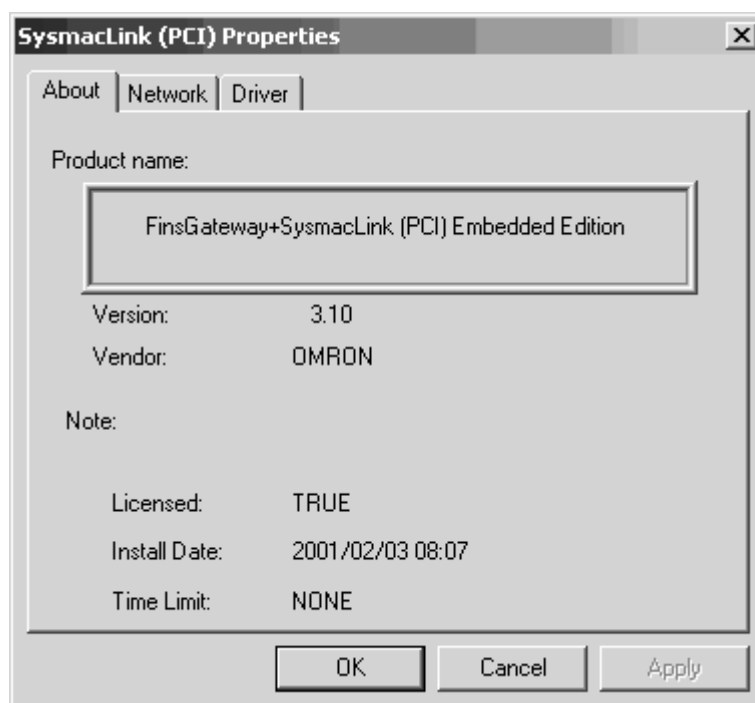 SysmacLink (PCI) Properties
About Network Driver
Product name:
FinsGateway+SysmacLink (PCI) Embedded Edition
Version: 3.10
Vendor: OMRON
Note:
Licensed: TRUE
Install Date: 2001/02/03 08:07
Time Limit: NONE
OK Cancel Apply